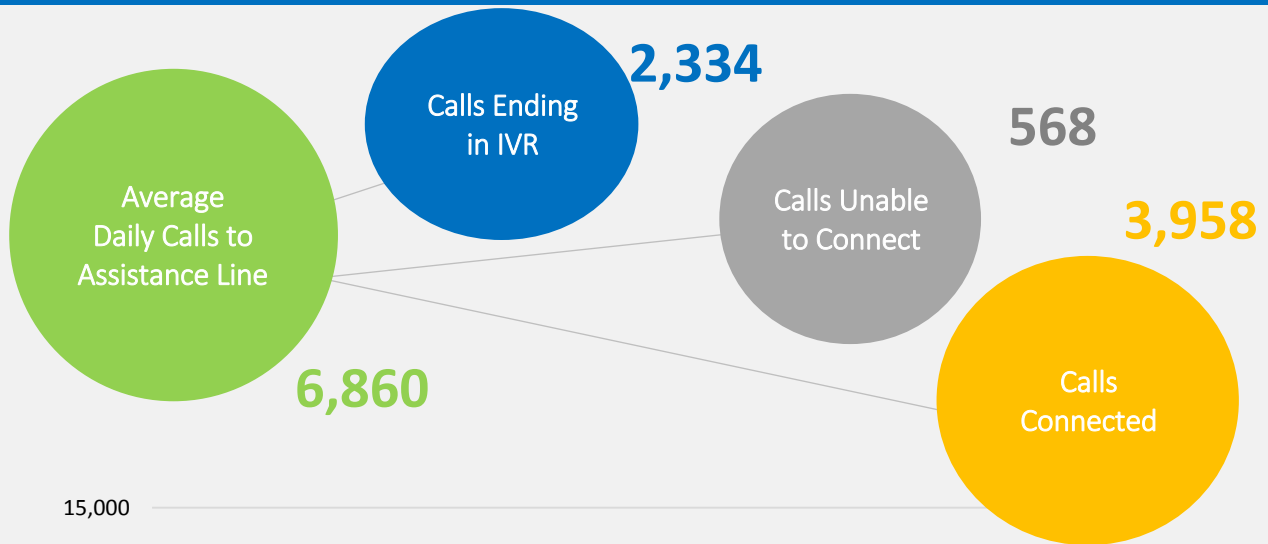 Average
Daily Calls to
Assistance Line
6,860
Calls Ending
in IVR
2,334
Calls Unable
to Connect
568
Calls
Connected
3,958
15,000